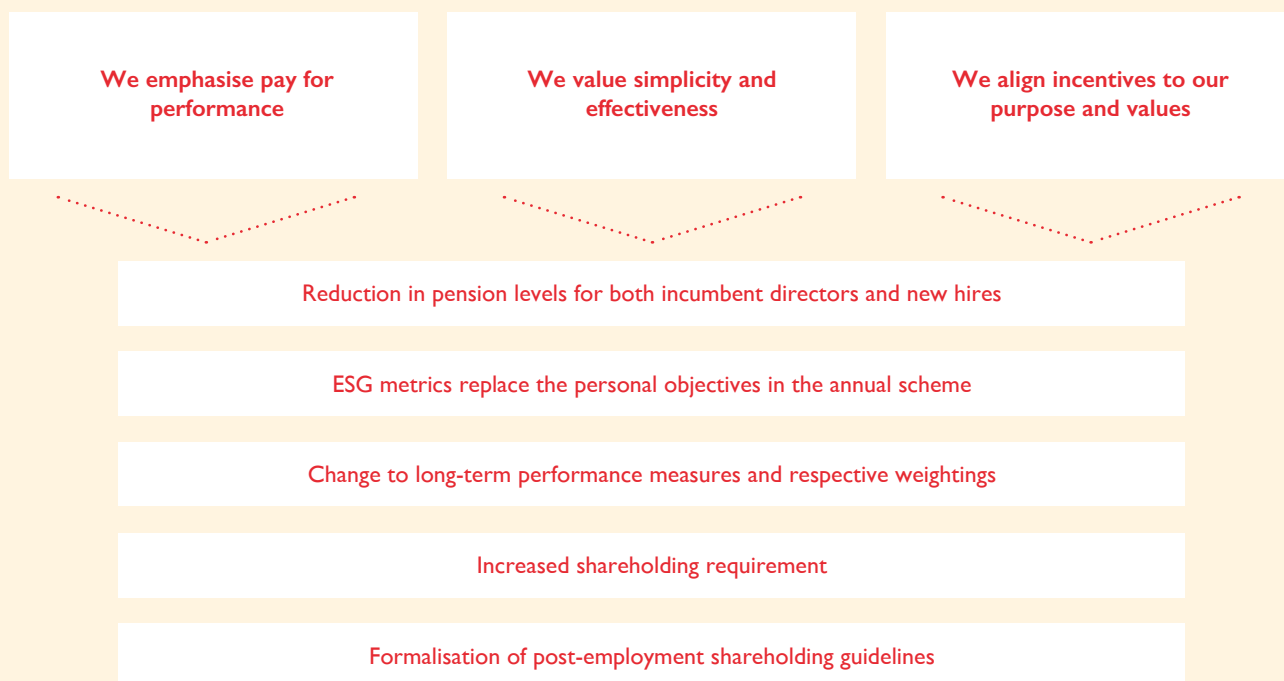 We emphasise pay for
performance
We value simplicity and
effectiveness
We align incentives to our
purpose and values
Reduction in pension levels for both incumbent directors and new hires
ESG metrics replace the personal objectives in the annual scheme
Change to long-term performance measures and respective weightings
Increased shareholding requirement
Formalisation of post-employment shareholding guidelines